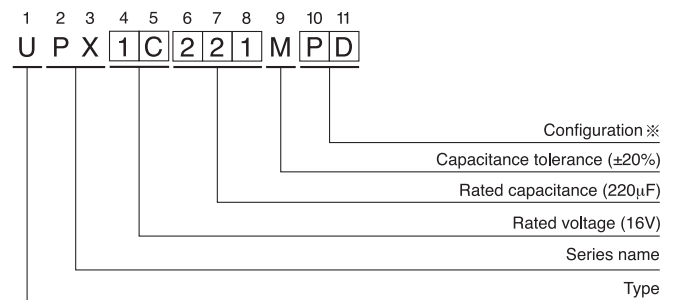 1 2 3 4 5 6 7 8 9 10 11
U P X 1 C 2 2 1 M P D
Configuration ※
Capacitance tolerance (±20%)
Rated capacitance (220µF)
Rated voltage (16V)
Series name
Type